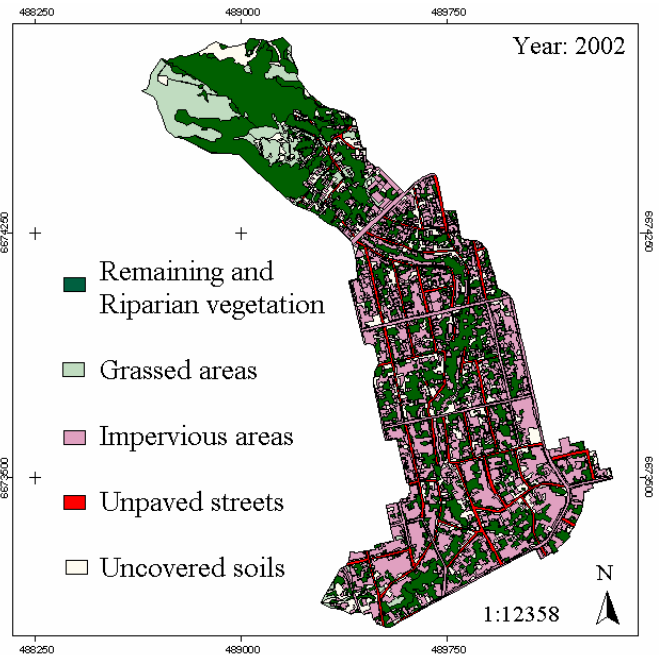 488250 489000 489750
Year: 2002
6674250 6674250
Remaining and
Riparian vegetation
Grassed areas
Impervious areas
6673500 6673500
Unpaved streets
Uncovered soils
N
1:12358
488250 489000 489750